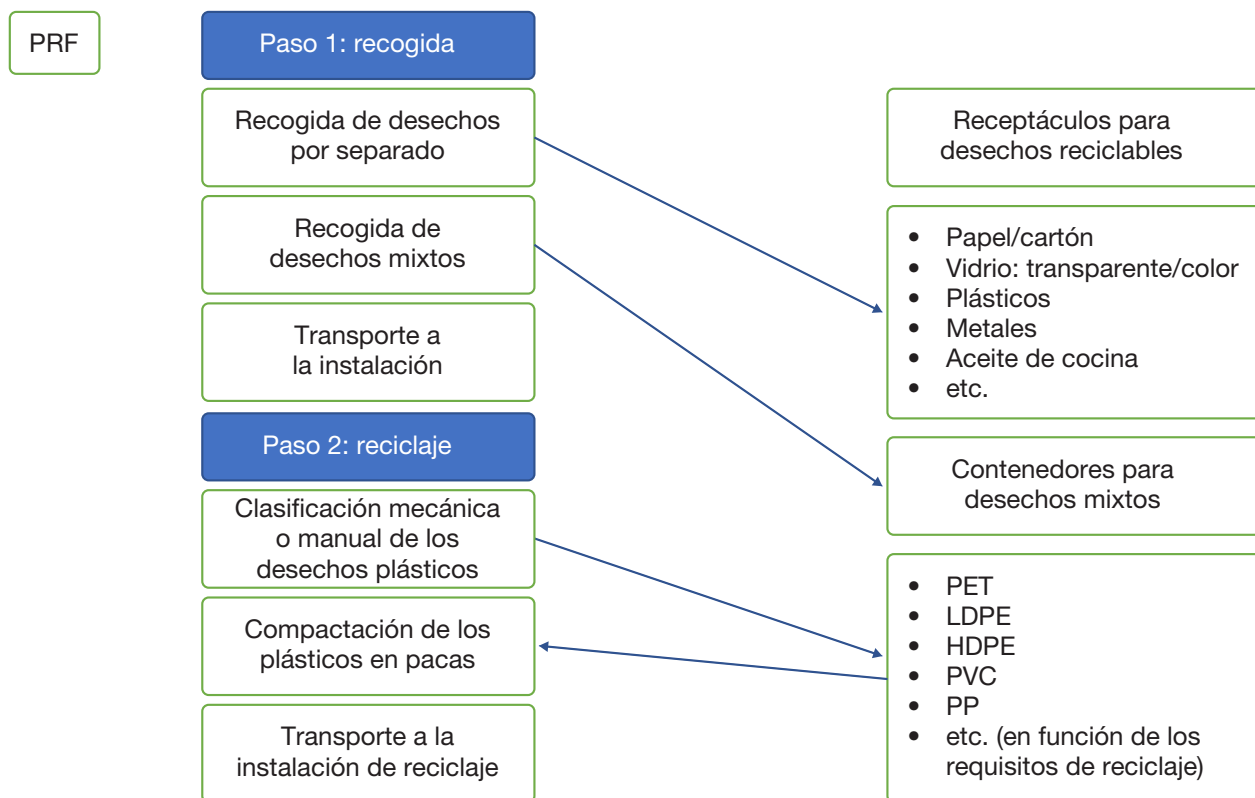 PRF
Paso 1: recogida
Recogida de desechos
por separado
Recogida de
desechos mixtos
Transporte a
la instalación
Paso 2: reciclaje
Clasificación mecánica
o manual de los
desechos plásticos
Compactación de los
plásticos en pacas
Transporte a la
instalación de reciclaje
Receptáculos para
desechos reciclables
• Papel/cartón
• Vidrio: transparente/color
• Plásticos
• Metales
• Aceite de cocina
• etc.
Contenedores para
desechos mixtos
• PET
• LDPE
• HDPE
• PVC
• PP
• etc. (en función de los
requisitos de reciclaje)